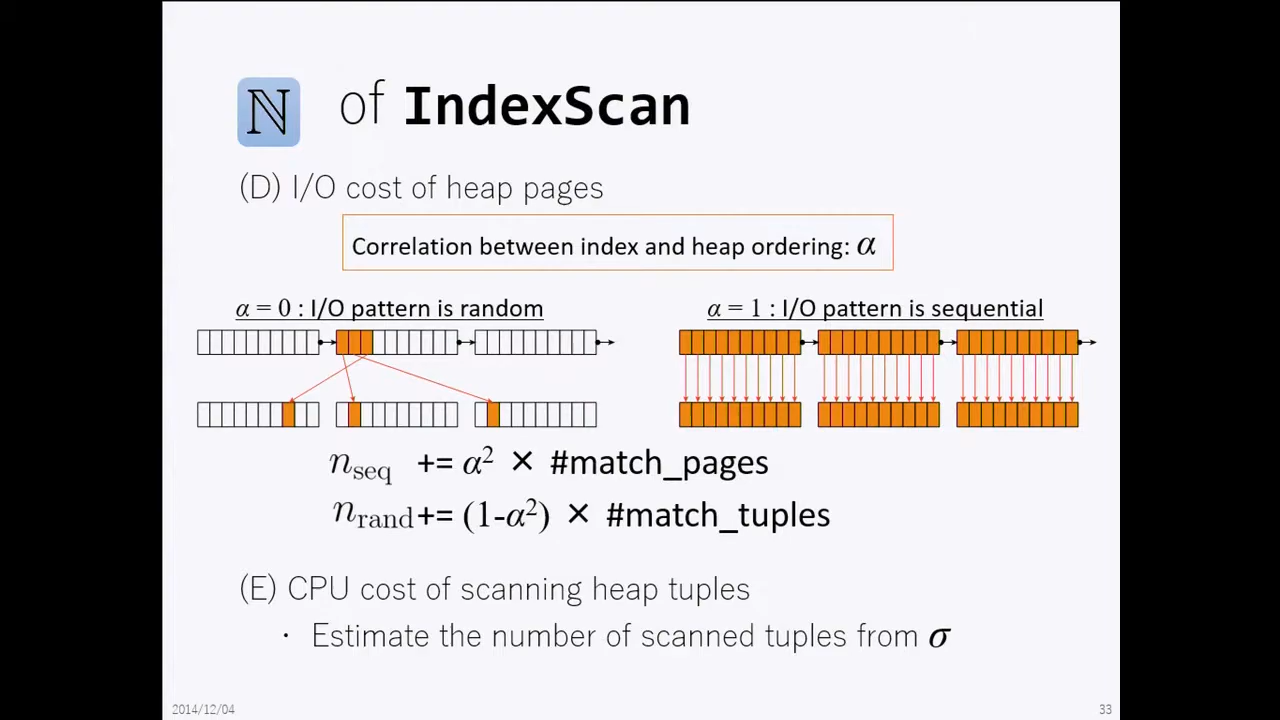 ℕ of IndexScan
(D) I/O cost of heap pages
Correlation between index and heap ordering: α
α = 0 : I/O pattern is random
α = 1 : I/O pattern is sequential
n_seq += α² × #match_pages
n_rand += (1-α²) × #match_tuples
(E) CPU cost of scanning heap tuples
· Estimate the number of scanned tuples from σ
2014/12/04
33